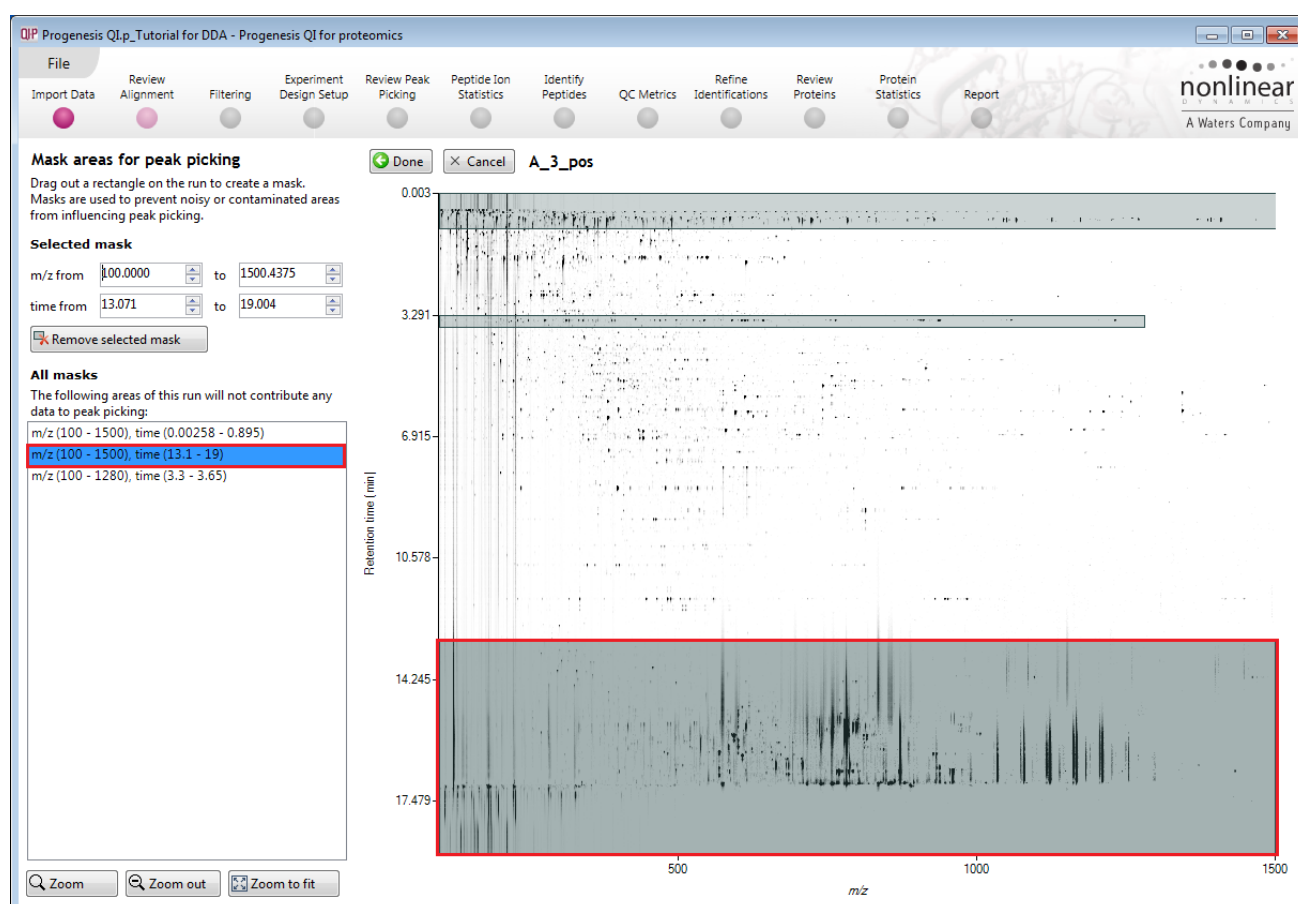 QIP Progenesis QI.p_Tutorial for DDA - Progenesis QI for proteomics
File
Import Data
Review Alignment
Filtering
Experiment Design Setup
Review Peak Picking
Peptide Ion Statistics
Identify Peptides
QC Metrics
Refine Identifications
Review Proteins
Protein Statistics
Report
nonlinear
DYNAMICS
A Waters Company
Mask areas for peak picking
Drag out a rectangle on the run to create a mask.
Masks are used to prevent noisy or contaminated areas
from influencing peak picking.
Selected mask
m/z from 100.0000 to 1500.4375
time from 13.071 to 19.004
Remove selected mask
All masks
The following areas of this run will not contribute any
data to peak picking:
m/z (100 - 1500), time (0.00258 - 0.895)
m/z (100 - 1500), time (13.1 - 19)
m/z (100 - 1280), time (3.3 - 3.65)
Zoom
Zoom out
Zoom to fit
Done
Cancel
A_3_pos
0.003
3.291
6.915
10.578
14.245
17.479
Retention time (min)
500
1000
1500
m/z